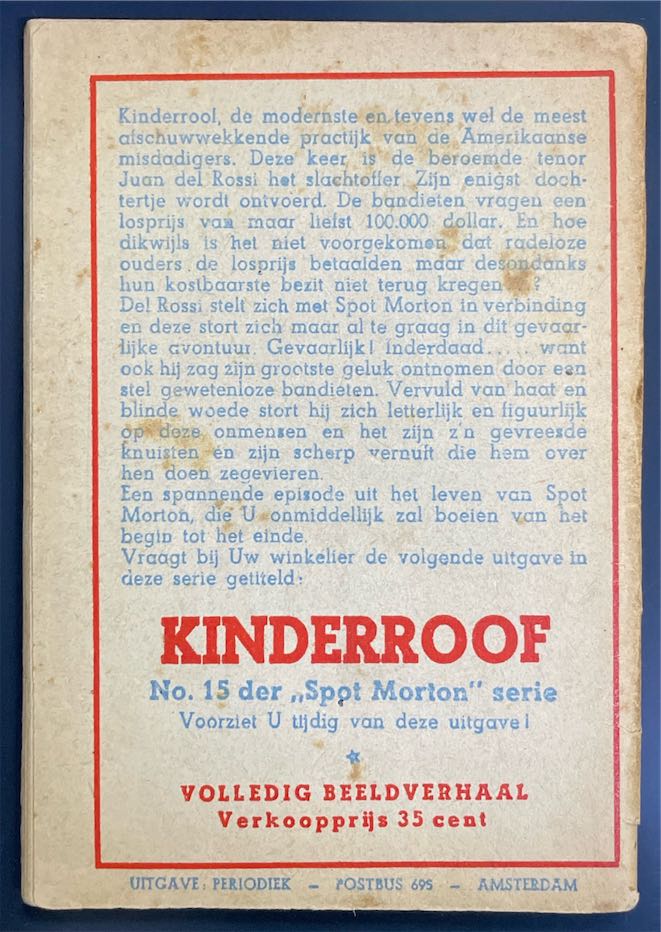 Kinderroof, de modernste en tevens wel de meest
afschuwwekkende practijk van de Amerikaanse
misdadigers. Deze keer is de beroemde tenor
Juan del Rossi het slachtoffer. Zijn enigst doch-
tertje wordt ontvoerd. De bandieten vragen een
losprijs van maar liefst 100.000 dollar. En hoe
dikwijls is het niet voorgekomen dat radeloze
ouders de losprijs betaalden maar desondanks
hun kostbaarste bezit niet terug kregen ?
Del Rossi stelt zich met Spot Morton in verbinding
en deze stort zich maar al te graag in dit gevaar-
lijke avontuur. Gevaarlijk! Inderdaad..... want
ook hij zag zijn grootste geluk ontnomen door een
stel gewetenloze bandieten. Vervuld van haat en
blinde woede stort hij zich letterlijk en figuurlijk
op deze onmensen en het zijn z'n gevreesde
knuisten en zijn scherp vernuft die hem over
hen doen zegevieren.
Een spannende episode uit het leven van Spot
Morton, die U onmiddellijk zal boeien van het
begin tot het einde.
Vraagt bij Uw winkelier de volgende uitgave in
deze serie getiteld:
KINDERROOF
No. 15 der „Spot Morton" serie
Voorziet U tijdig van deze uitgave!
VOLLEDIG BEELDVERHAAL
Verkoopprijs 35 cent
UITGAVE: PERIODIEK – POSTBUS 695 – AMSTERDAM